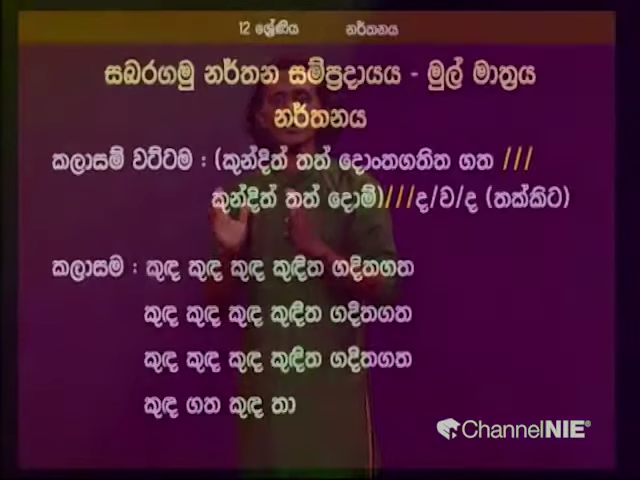 12 ශ්‍රේණිය නර්තනය
සබරගමු නර්තන සම්ප්‍රදායය - මුල් මාත්‍රය
නර්තනය
කලාසම් වට්ටම : (කුන්දිත් තත් දොංතගතිත ගත ///
කුන්දිත් තත් දොම්)///ද/ව/ද (තක්කිට)
කලාසම : කුඳ කුඳ කුඳ කුඳිත ගදිතගත
කුඳ කුඳ කුඳ කුඳිත ගදිතගත
කුඳ කුඳ කුඳ කුඳිත ගදිතගත
කුඳ ගත කුඳ තා
ChannelNIE®